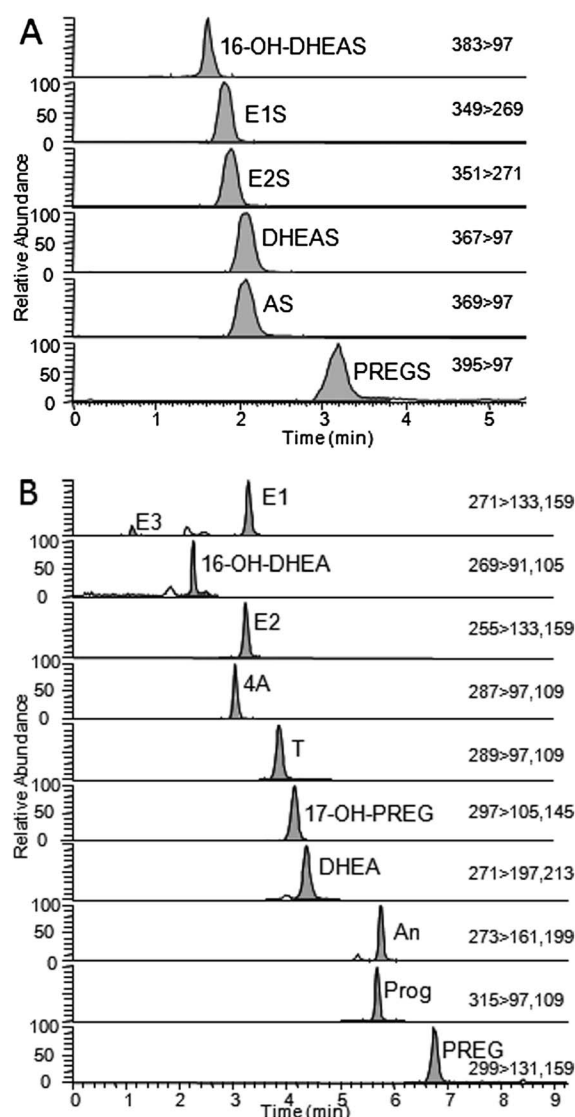 A
16-OH-DHEAS 383>97
100
50
0
E1S 349>269
E2S 351>271
100
50
0
DHEAS 367>97
AS 369>97
100
50
0
PREGS 395>97
Relative Abundance
0 1 2 3 4 5
Time (min)
B
E3 E1 271>133,159
100
50
0
16-OH-DHEA 269>91,105
E2 255>133,159
100
50
0
4A 287>97,109
T 289>97,109
100
50
0
17-OH-PREG 297>105,145
DHEA 271>197,213
100
50
0
An 273>161,199
Prog 315>97,109
100
50
0
PREG 299>131,159
Relative Abundance
0 1 2 3 4 5 6 7 8 9
Time (min)